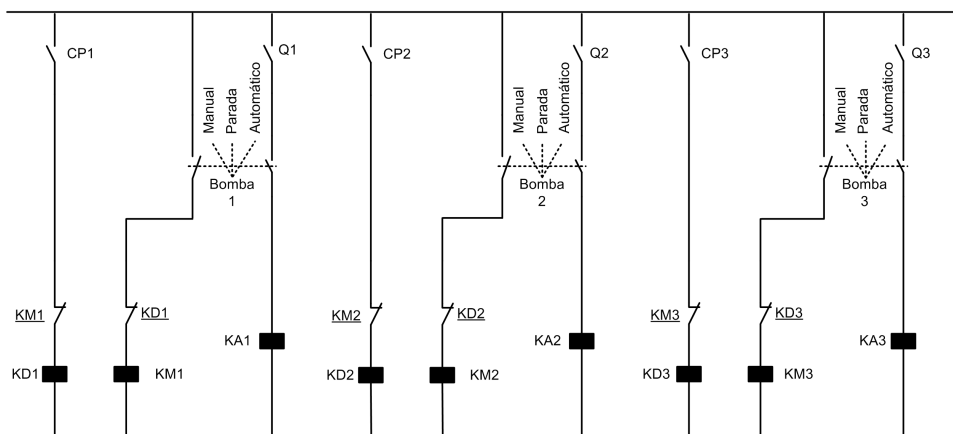 CP1
Q1
CP2
Q2
CP3
Q3
Manual
Parada
Automático
Manual
Parada
Automático
Manual
Parada
Automático
Bomba
1
Bomba
2
Bomba
3
KM1
KD1
KM2
KD2
KM3
KD3
KA1
KA2
KA3
KD1
KM1
KD2
KM2
KD3
KM3